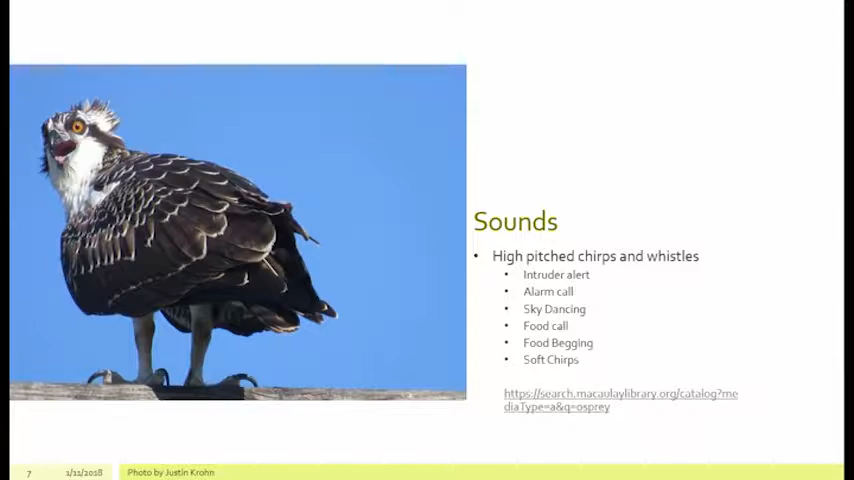 Sounds
• High pitched chirps and whistles
• Intruder alert
• Alarm call
• Sky Dancing
• Food call
• Food Begging
• Soft Chirps
https://search.macaulaylibrary.org/catalog?me
diaType=a&q=osprey
7 1/11/2018 Photo by Justin Krohn